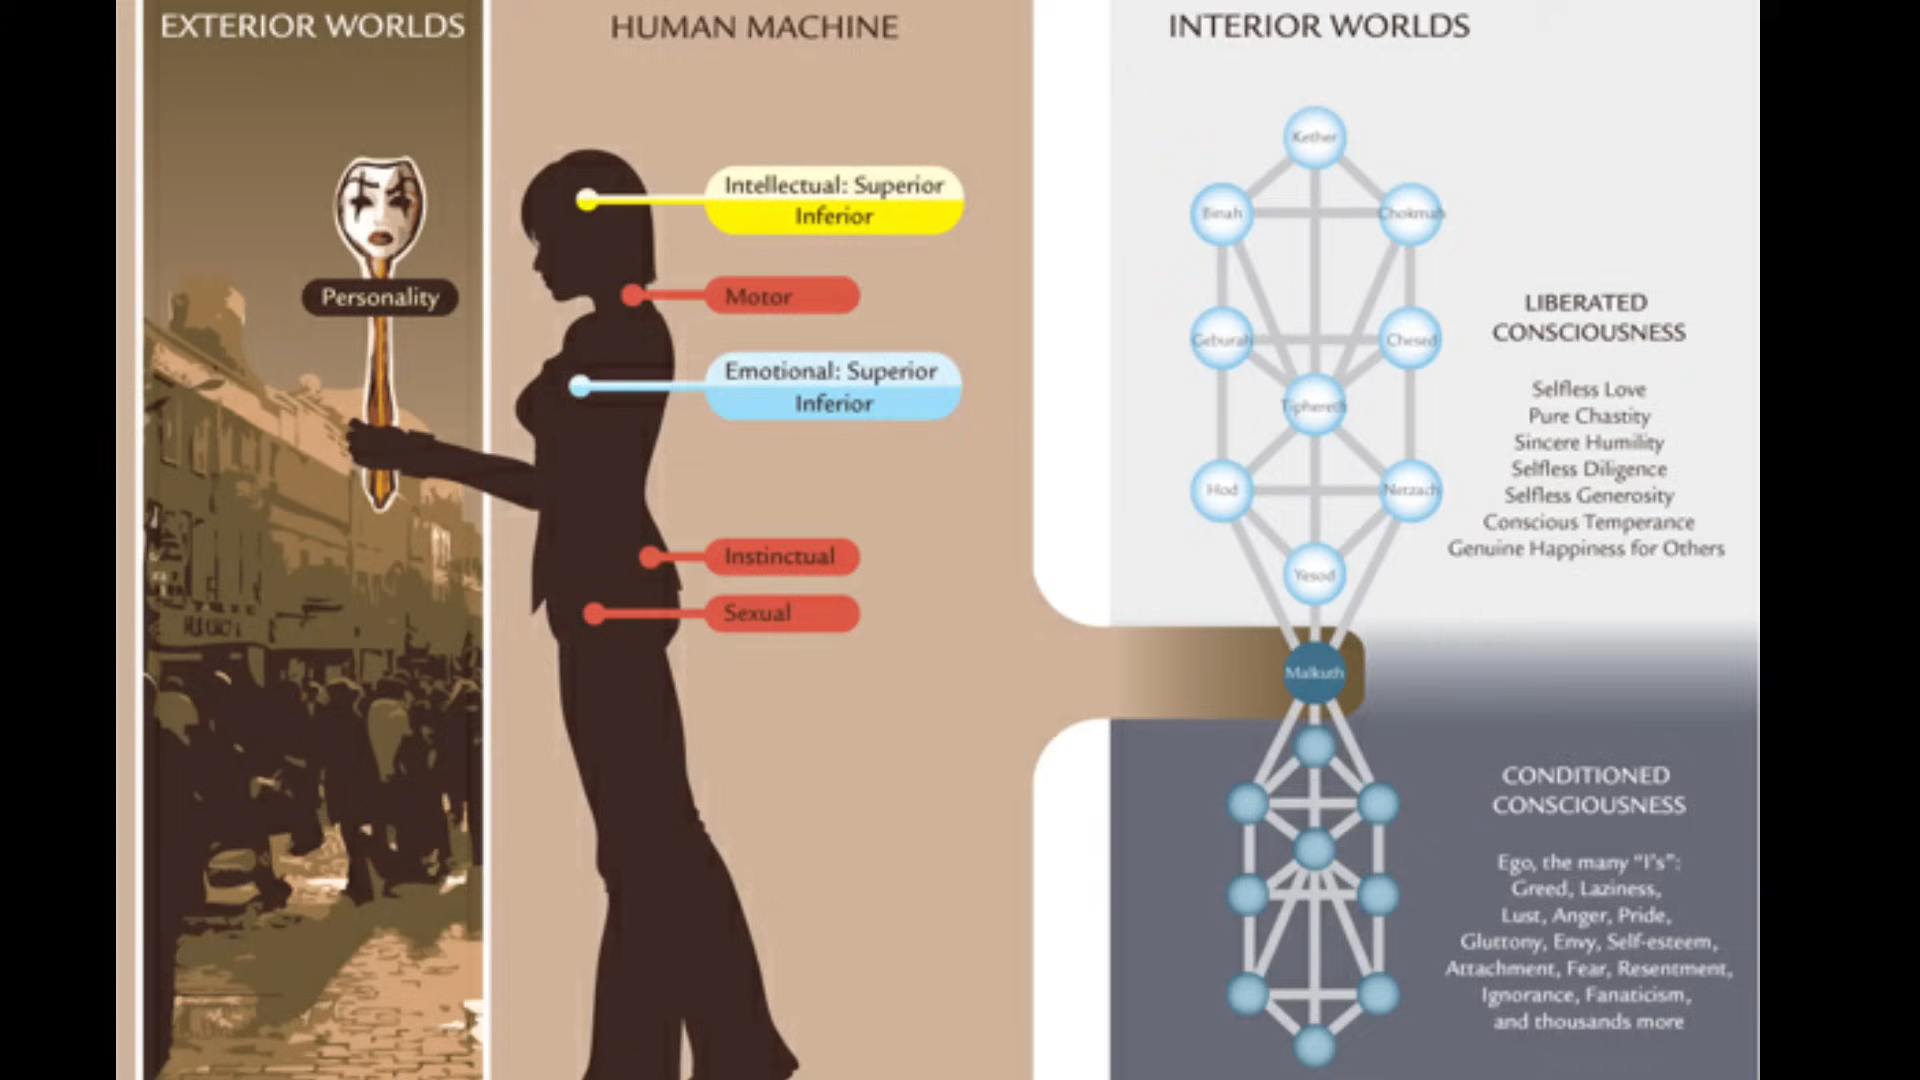 EXTERIOR WORLDS
Personality
HUMAN MACHINE
Intellectual: Superior
Inferior
Motor
Emotional: Superior
Inferior
Instinctual
Sexual
INTERIOR WORLDS
Kether
Binah
Chokmah
Geburah
Chesed
Tiphereth
Hod
Netzach
Yesod
Malkuth
LIBERATED
CONSCIOUSNESS
Selfless Love
Pure Chastity
Sincere Humility
Selfless Diligence
Selfless Generosity
Conscious Temperance
Genuine Happiness for Others
CONDITIONED
CONSCIOUSNESS
Ego, the many “I's”:
Greed, Laziness,
Lust, Anger, Pride,
Gluttony, Envy, Self-esteem,
Attachment, Fear, Resentment,
Ignorance, Fanaticism,
and thousands more